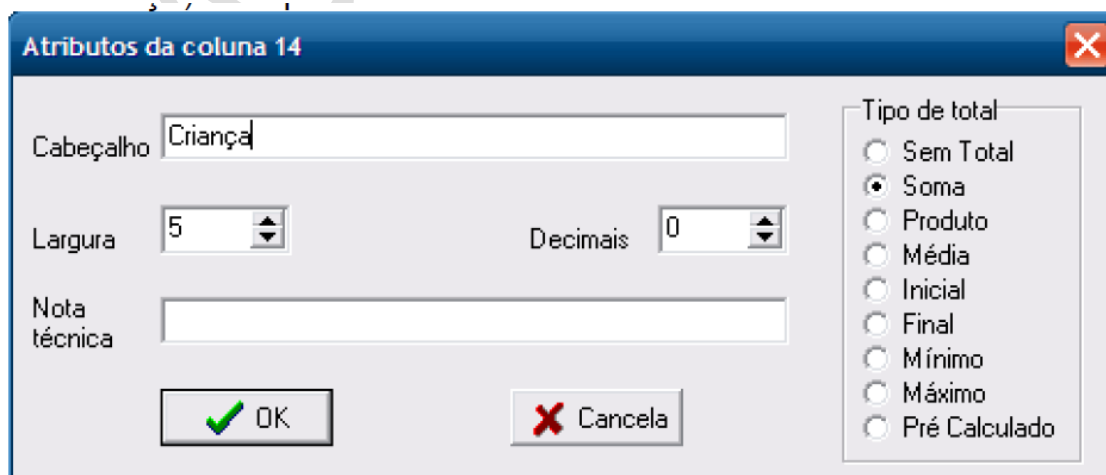 Atributos da coluna 14
Cabeçalho
Criança
Largura
5
Decimais
0
Nota
técnica
OK
Cancela
Tipo de total
Sem Total
Soma
Produto
Média
Inicial
Final
Mínimo
Máximo
Pré Calculado